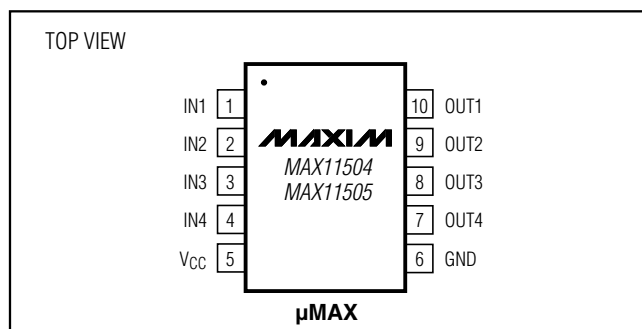 TOP VIEW
IN1 1 10 OUT1
IN2 2 MAXIM 9 OUT2
MAX11504
IN3 3 8 OUT3
MAX11505
IN4 4 7 OUT4
VCC 5 6 GND
µMAX